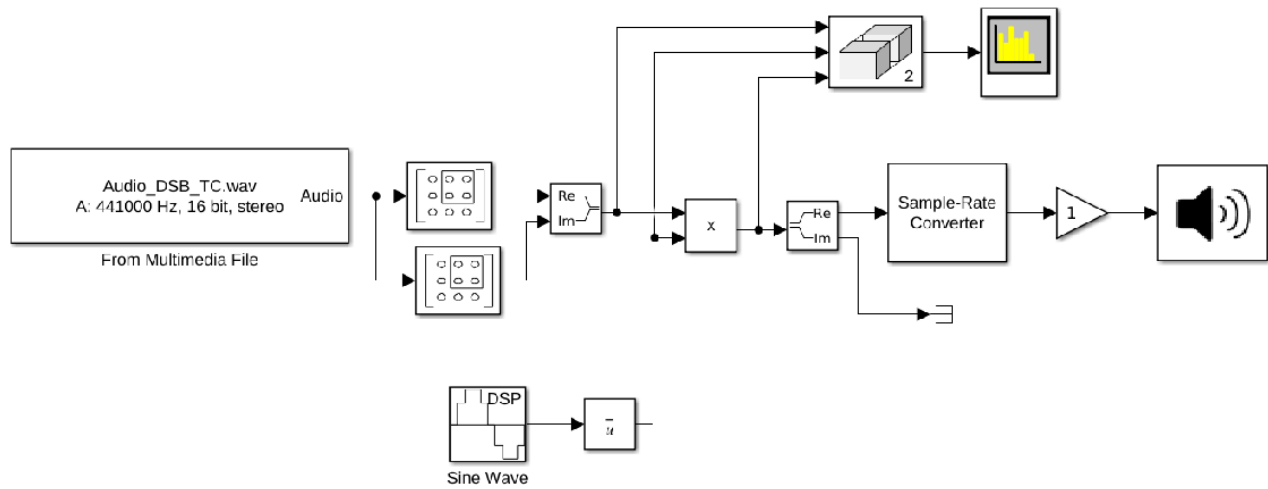 2
Audio_DSB_TC.wav
A: 441000 Hz, 16 bit, stereo
Audio
From Multimedia File
Re
Im
x
Re
Im
Sample-Rate
Converter
1
DSP
u
Sine Wave